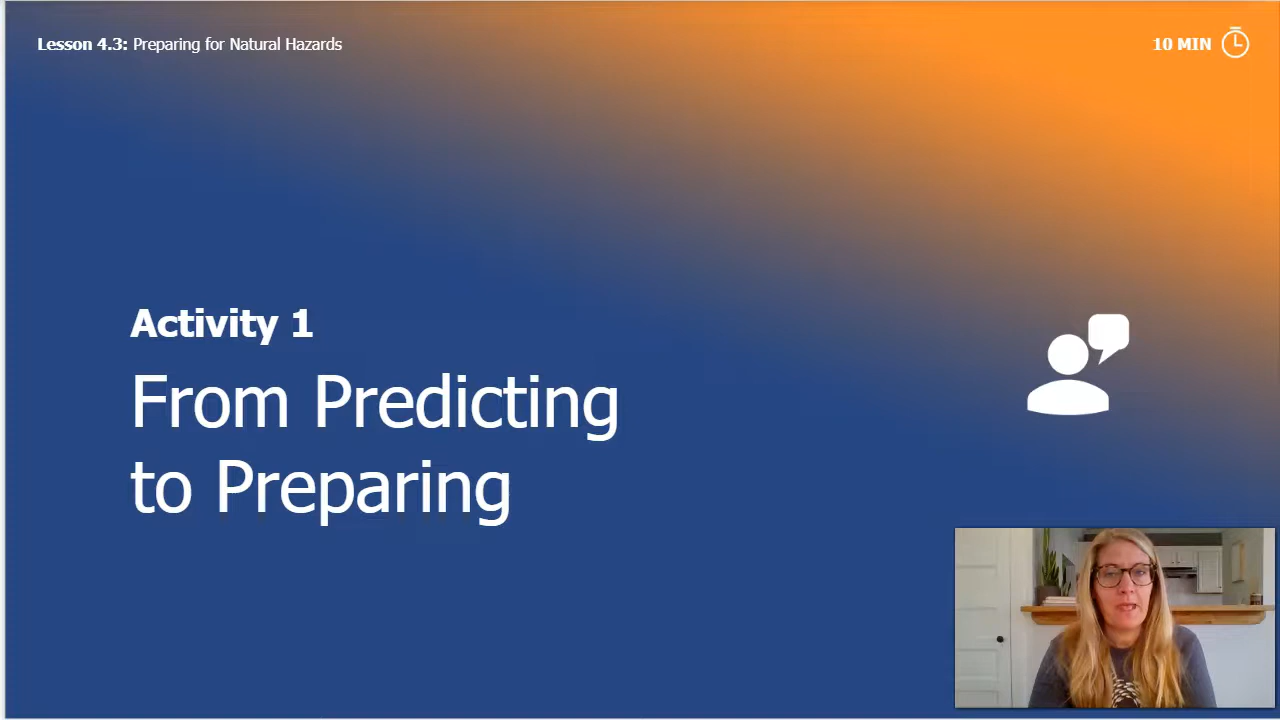 Lesson 4.3: Preparing for Natural Hazards
10 MIN
Activity 1
From Predicting
to Preparing